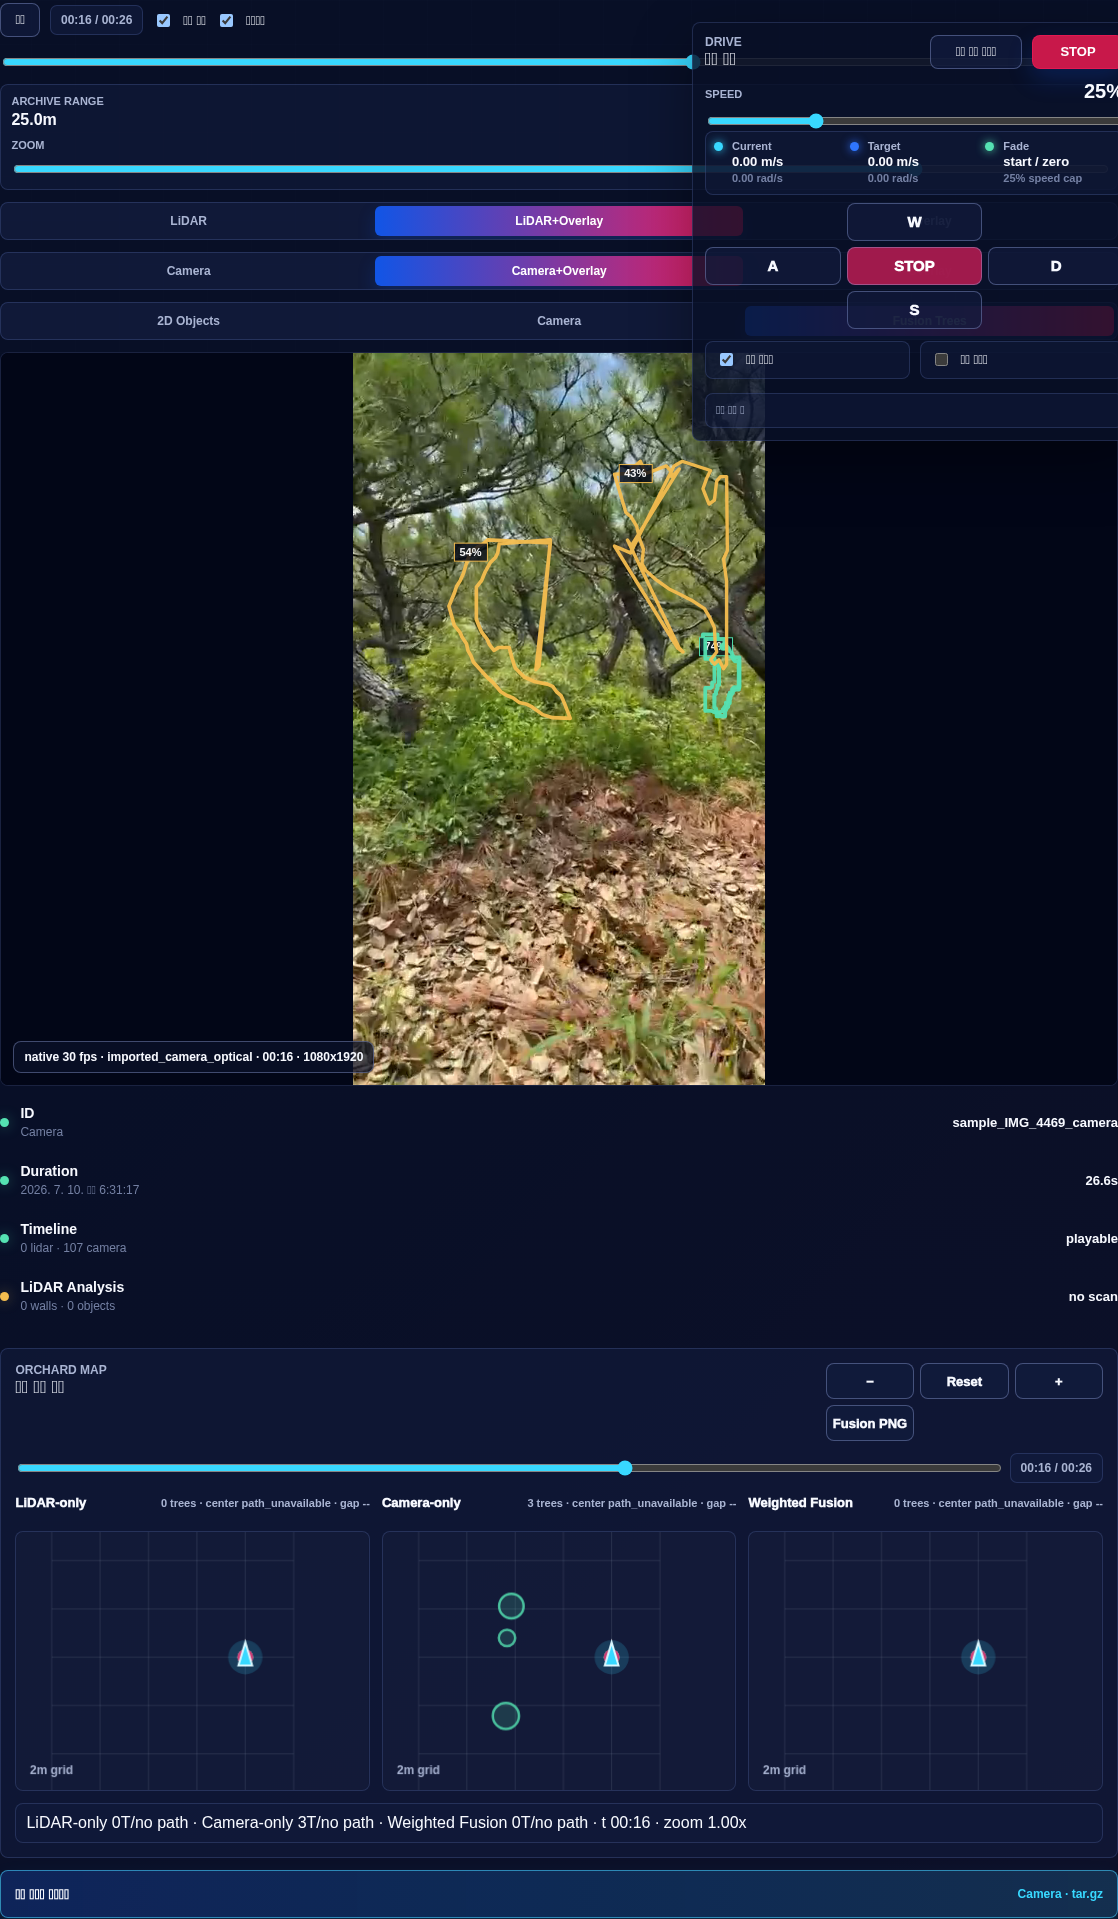 00:16 / 00:26
DRIVE
STOP
SPEED
25%
ARCHIVE RANGE
25.0m
ZOOM
Current
0.00 m/s
0.00 rad/s
Target
0.00 m/s
0.00 rad/s
Fade
start / zero
25% speed cap
LiDAR
LiDAR+Overlay
W
Camera
Camera+Overlay
A
STOP
D
2D Objects
Camera
S
Fusion Trees
43%
54%
native 30 fps · imported_camera_optical · 00:16 · 1080x1920
ID
Camera
sample_IMG_4469_camera
Duration
2026. 7. 10. 6:31:17
26.6s
Timeline
0 lidar · 107 camera
playable
LiDAR Analysis
0 walls · 0 objects
no scan
ORCHARD MAP
−
Reset
+
Fusion PNG
00:16 / 00:26
LiDAR-only
0 trees · center path_unavailable · gap --
Camera-only
3 trees · center path_unavailable · gap --
Weighted Fusion
0 trees · center path_unavailable · gap --
2m grid
2m grid
2m grid
LiDAR-only 0T/no path · Camera-only 3T/no path · Weighted Fusion 0T/no path · t 00:16 · zoom 1.00x
Camera · tar.gz